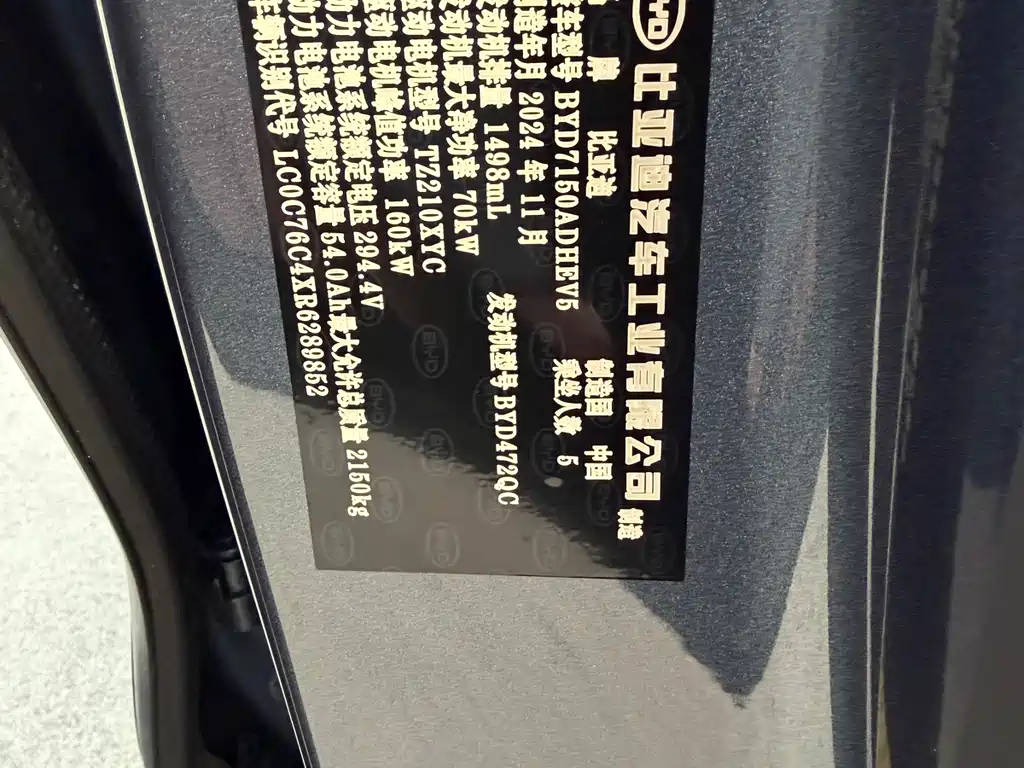 BYD 比亚迪汽车工业有限公司 制造
牌 比亚迪 制造国 中国
车型号 BYD7150ADHEV5 乘坐人数 5
制造年月 2024 年 11 月
发动机排量 1498mL 发动机型号 BYD472QC
发动机最大净功率 70kW
驱动电机型号 TZ210XYC
驱动电机峰值功率 160kW
动力电池系统额定电压 294.4V
动力电池系统额定容量 54.0Ah 最大允许总质量 2150kg
车辆识别代号 LC0C76C4XR6289852